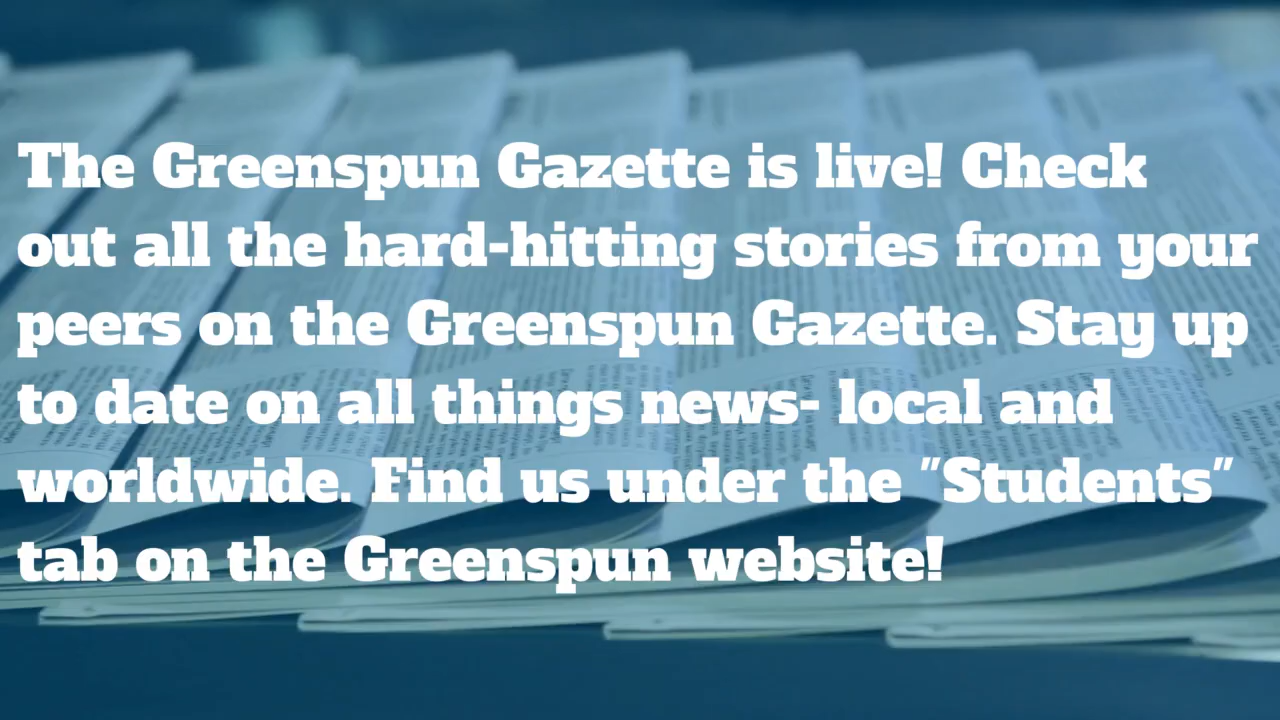 The Greenspun Gazette is live! Check
out all the hard-hitting stories from your
peers on the Greenspun Gazette. Stay up
to date on all things news- local and
worldwide. Find us under the "Students"
tab on the Greenspun website!